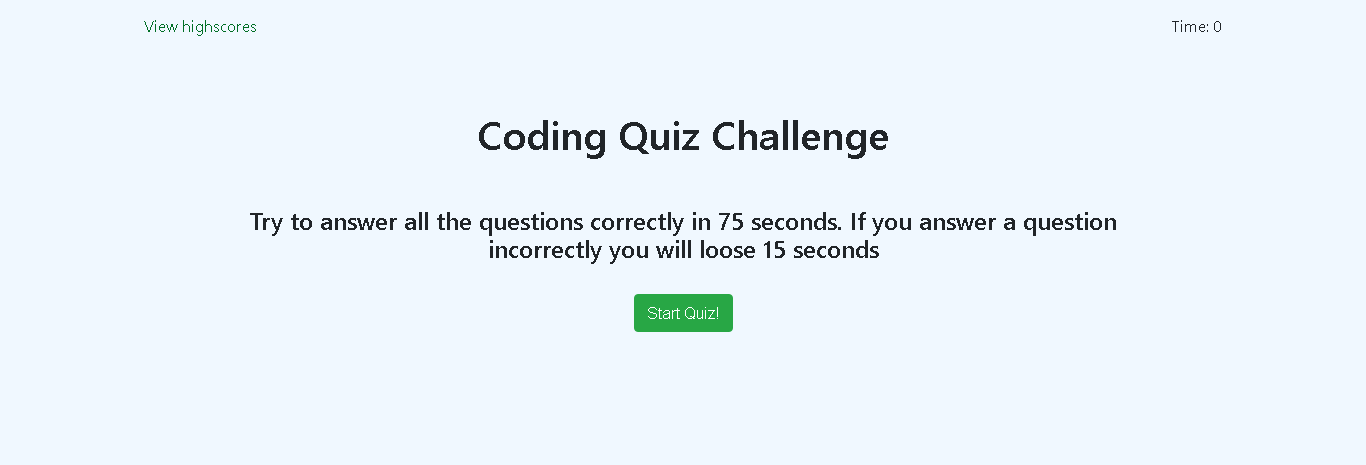 View highscores
Time: 0
Coding Quiz Challenge
Try to answer all the questions correctly in 75 seconds. If you answer a question
incorrectly you will loose 15 seconds
Start Quiz!